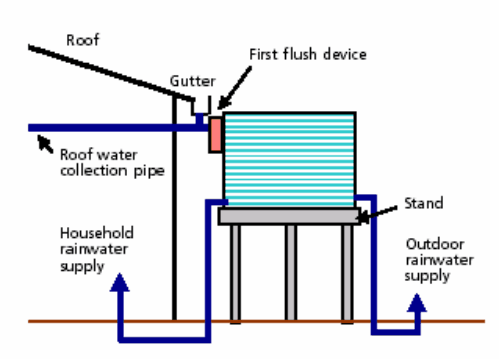 Roof
First flush device
Gutter
Roof water
collection pipe
Stand
Household
rainwater
supply
Outdoor
rainwater
supply